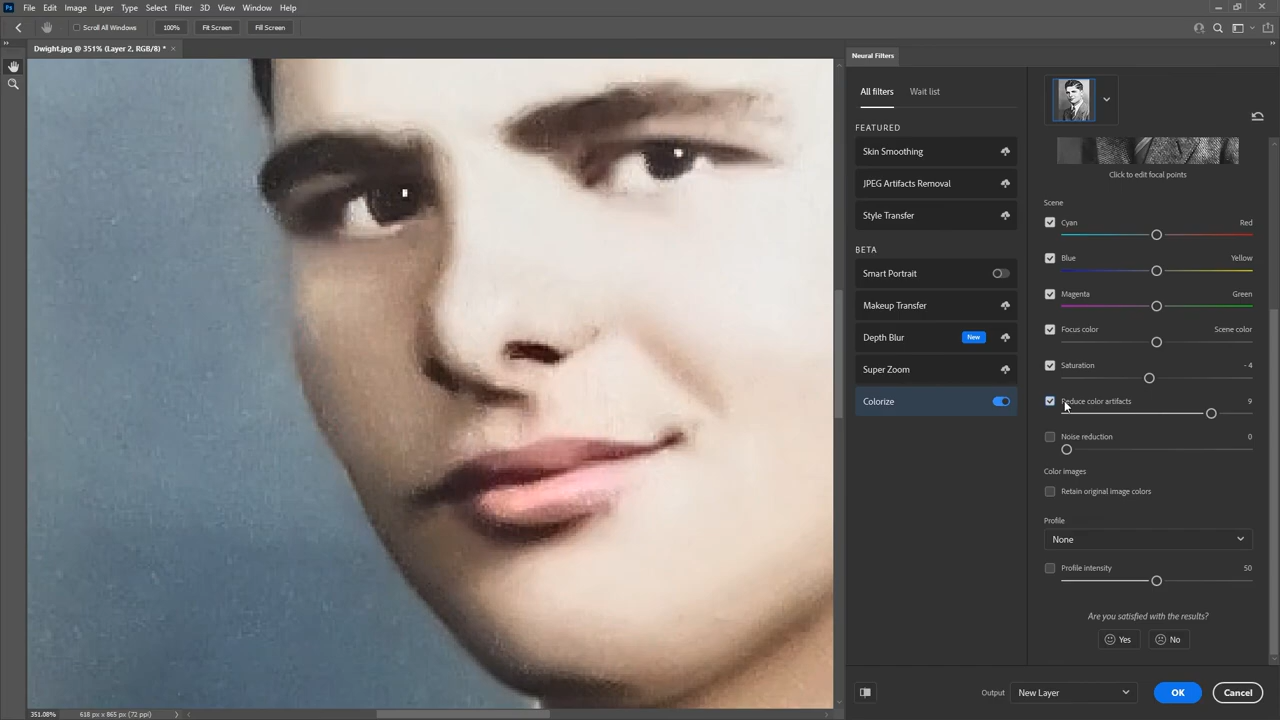 Ps File Edit Image Layer Type Select Filter 3D View Window Help
Scroll All Windows 100% Fit Screen Fill Screen
Dwight.jpg @ 351% (Layer 2, RGB/8) *
Neural Filters
All filters Wait list
FEATURED
Skin Smoothing
JPEG Artifacts Removal
Style Transfer
BETA
Smart Portrait
Makeup Transfer
Depth Blur New
Super Zoom
Colorize
Click to edit focal points
Scene
Cyan Red
Blue Yellow
Magenta Green
Focus color Scene color
Saturation - 4
Reduce color artifacts 9
Noise reduction 0
Color images
Retain original image colors
Profile
None
Profile intensity 50
Are you satisfied with the results?
Yes No
Output New Layer OK Cancel
351.08% 618 px x 865 px (72 ppi)